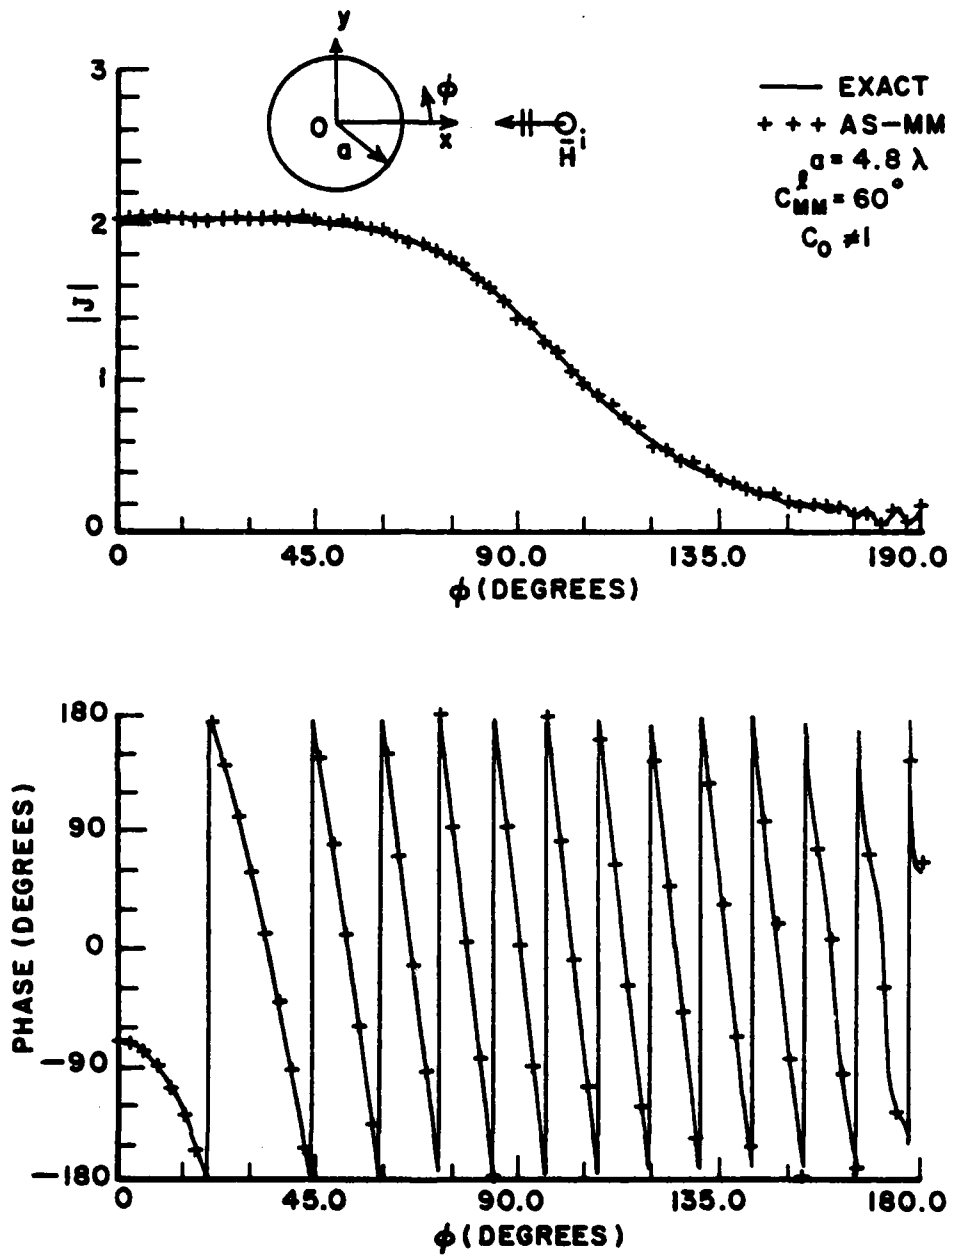 y
3
ϕ
— EXACT
O
x
a
H̄ⁱ
+ + + AS-MM
a = 4.8 λ
C^ℓ_MM = 60°
C_O ≠ 1
2
|J|
1
0
0 45.0 90.0 135.0 190.0
ϕ (DEGREES)
180
90
0
-90
-180
PHASE (DEGREES)
0 45.0 90.0 135.0 180.0
ϕ (DEGREES)